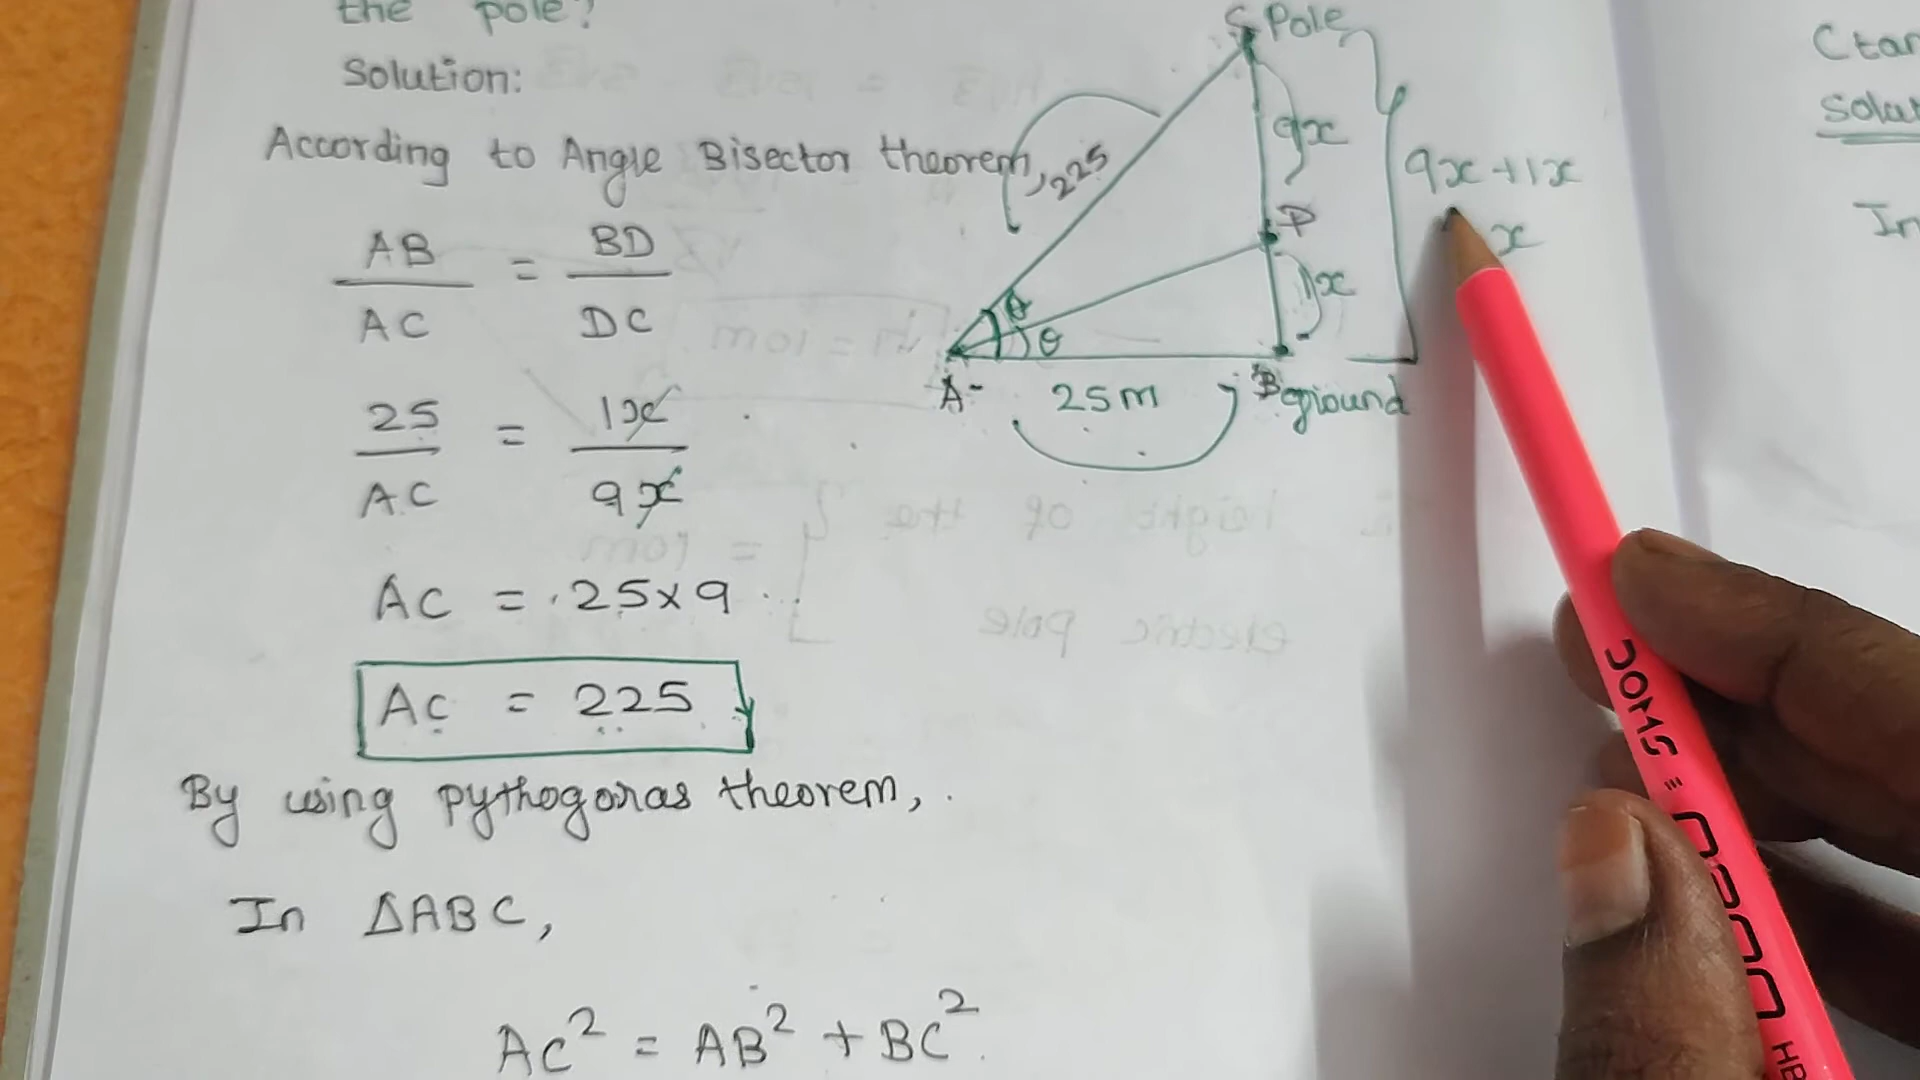 the pole?
Solution:
According to Angle Bisector theorem,
AB = BD
AC DC
25 = 1x
AC 9x
AC = 25×9
AC = 225
By using pythogoras theorem,
In ΔABC,
AC² = AB² + BC²
C Pole
225
9x
D
1x
9x+1x
x
θ
θ
A
25m
B
ground
Solu
In
DOMS
HB